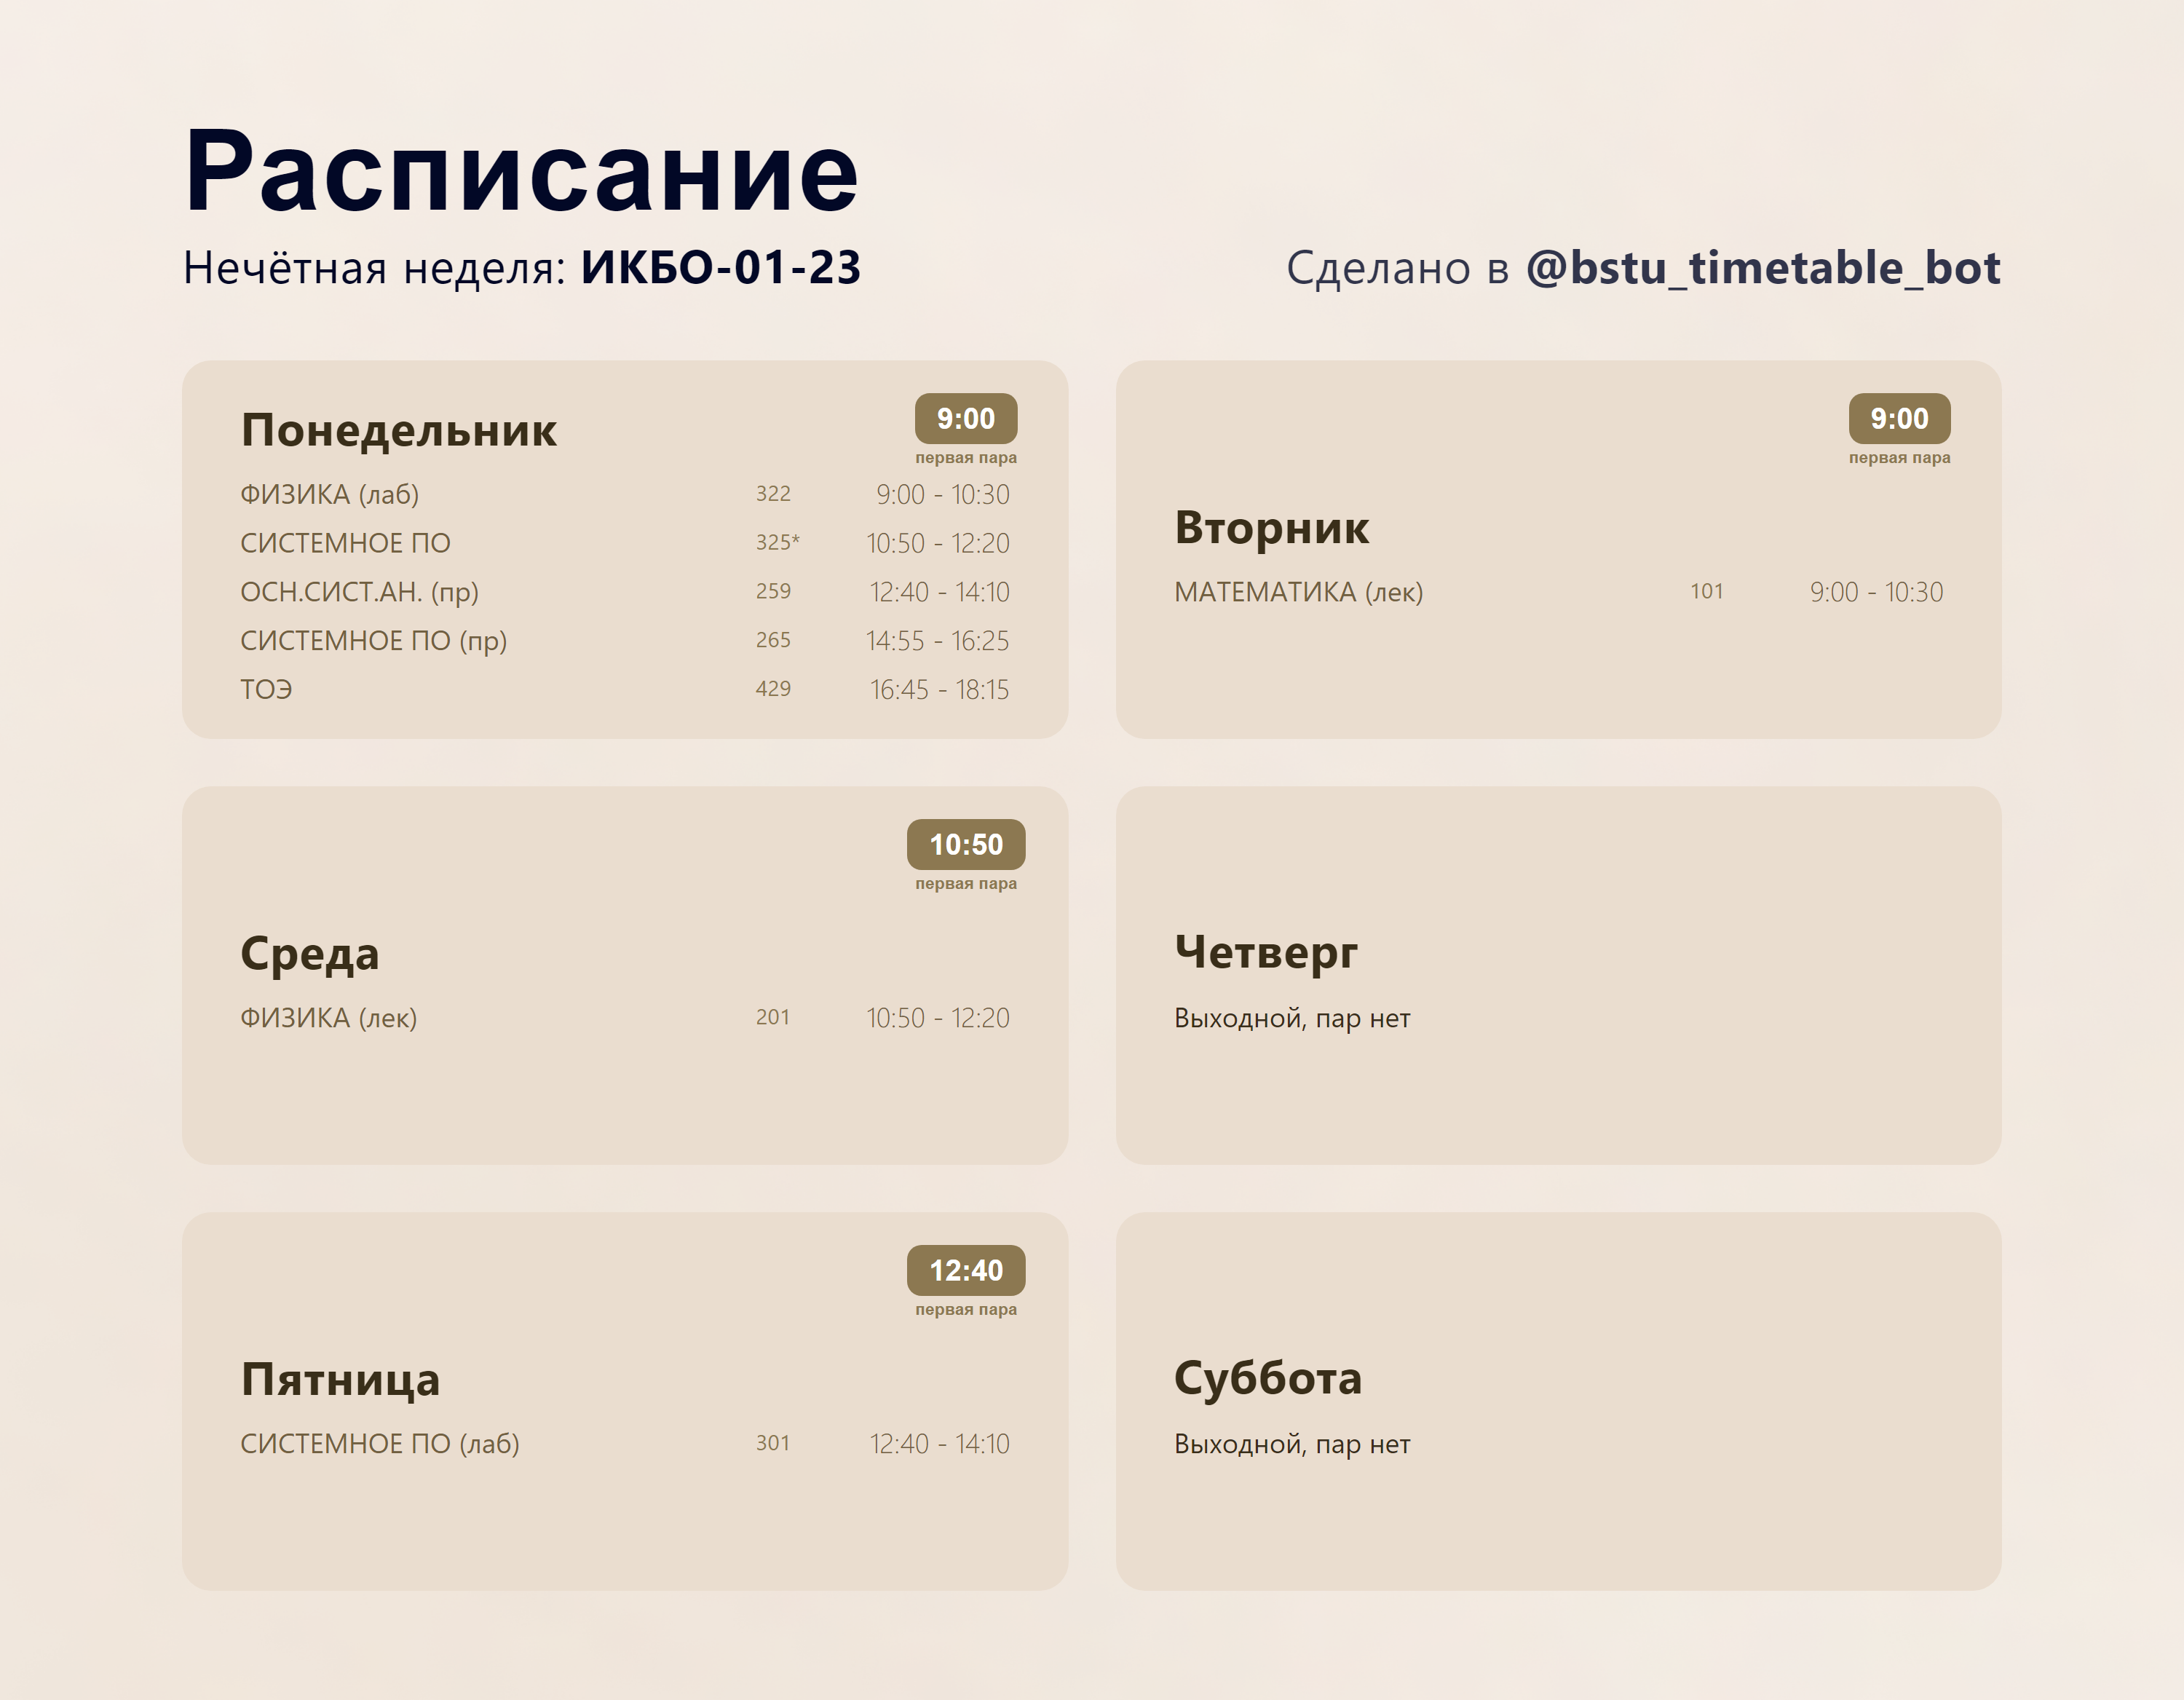 Расписание
Нечётная неделя: ИКБО-01-23
Сделано в @bstu_timetable_bot
Понедельник
9:00
первая пара
ФИЗИКА (лаб) 322 9:00 - 10:30
СИСТЕМНОЕ ПО 325* 10:50 - 12:20
ОСН.СИСТ.АН. (пр) 259 12:40 - 14:10
СИСТЕМНОЕ ПО (пр) 265 14:55 - 16:25
ТОЭ 429 16:45 - 18:15
9:00
первая пара
Вторник
МАТЕМАТИКА (лек) 101 9:00 - 10:30
10:50
первая пара
Среда
ФИЗИКА (лек) 201 10:50 - 12:20
Четверг
Выходной, пар нет
12:40
первая пара
Пятница
СИСТЕМНОЕ ПО (лаб) 301 12:40 - 14:10
Суббота
Выходной, пар нет